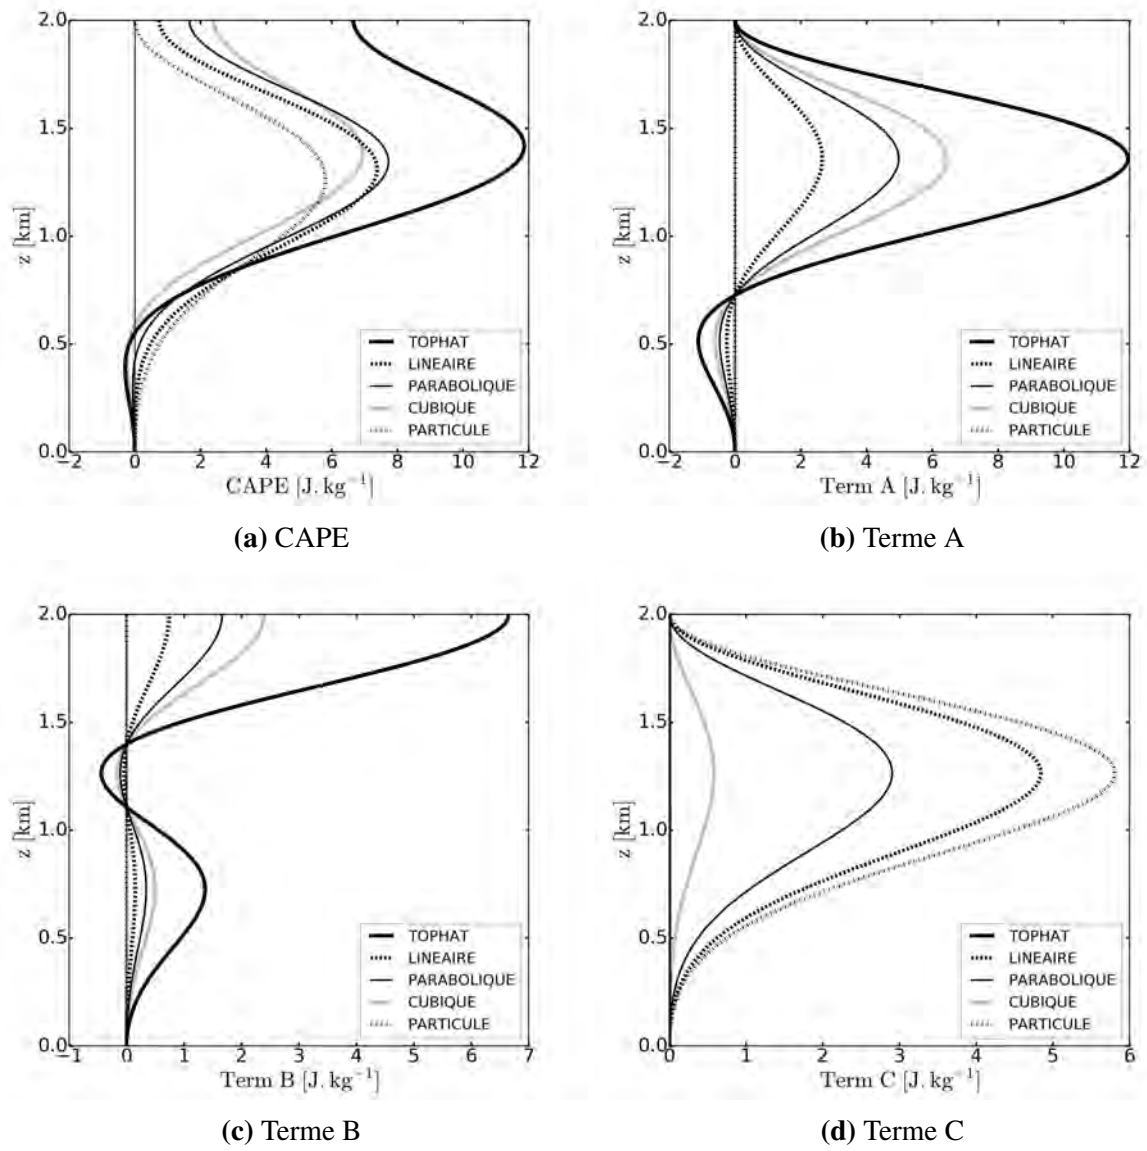 2.0
1.5
1.0
0.5
0.0
z [km]
TOPHAT
LINEAIRE
PARABOLIQUE
CUBIQUE
PARTICULE
−2 0 2 4 6 8 10 12
CAPE [J.kg⁻¹]
(a) CAPE
2.0
1.5
1.0
0.5
0.0
z [km]
TOPHAT
LINEAIRE
PARABOLIQUE
CUBIQUE
PARTICULE
−2 0 2 4 6 8 10 12
Term A [J.kg⁻¹]
(b) Terme A
2.0
1.5
1.0
0.5
0.0
z [km]
TOPHAT
LINEAIRE
PARABOLIQUE
CUBIQUE
PARTICULE
−1 0 1 2 3 4 5 6 7
Term B [J.kg⁻¹]
(c) Terme B
2.0
1.5
1.0
0.5
0.0
z [km]
TOPHAT
LINEAIRE
PARABOLIQUE
CUBIQUE
PARTICULE
0 1 2 3 4 5 6
Term C [J.kg⁻¹]
(d) Terme C